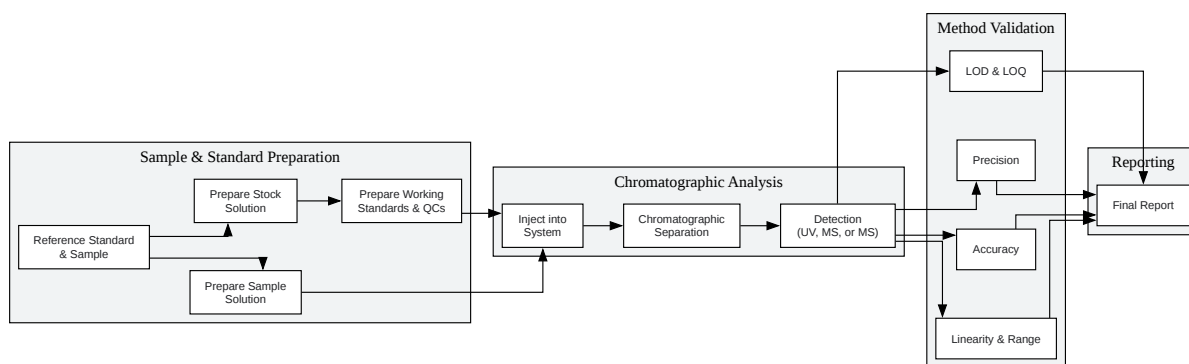 Sample & Standard Preparation
Reference Standard
& Sample
Prepare Stock
Solution
Prepare Working
Standards & QCs
Prepare Sample
Solution
Chromatographic Analysis
Inject into
System
Chromatographic
Separation
Detection
(UV, MS, or MS)
Method Validation
LOD & LOQ
Precision
Accuracy
Linearity & Range
Reporting
Final Report